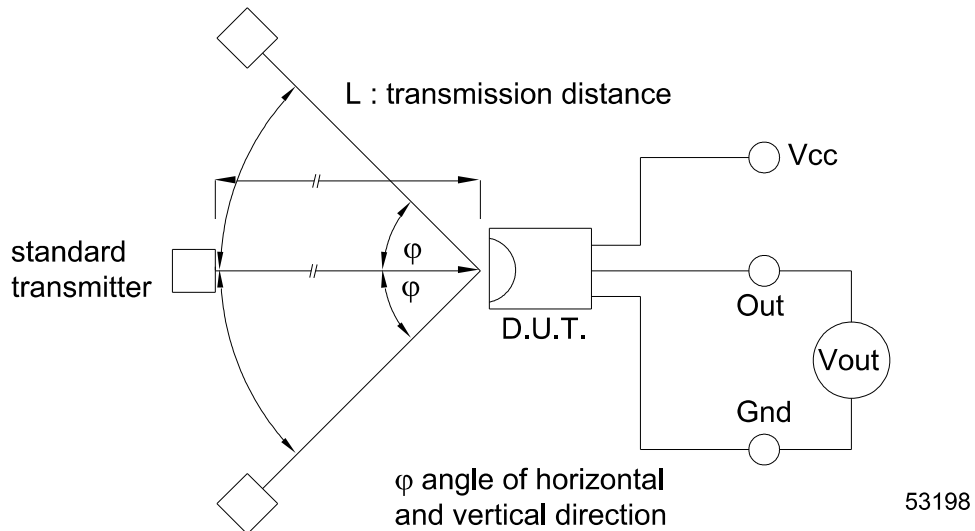 L : transmission distance
Vcc
φ
φ
standard
transmitter
Out
D.U.T.
Vout
Gnd
φ angle of horizontal
and vertical direction
53198